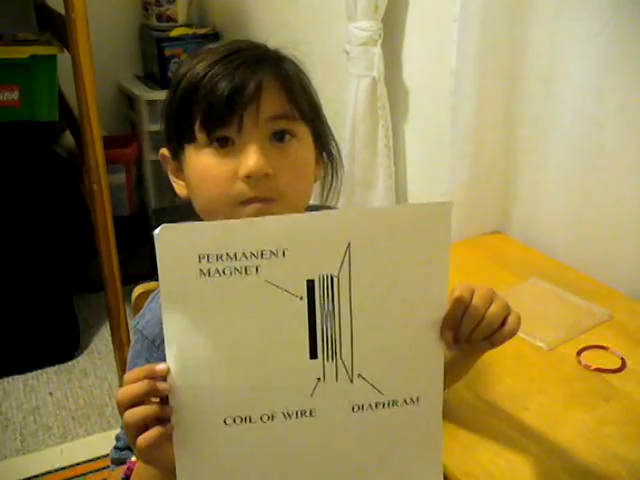 LEGO
PERMANENT
MAGNET
COIL OF WIRE
DIAPHRAM